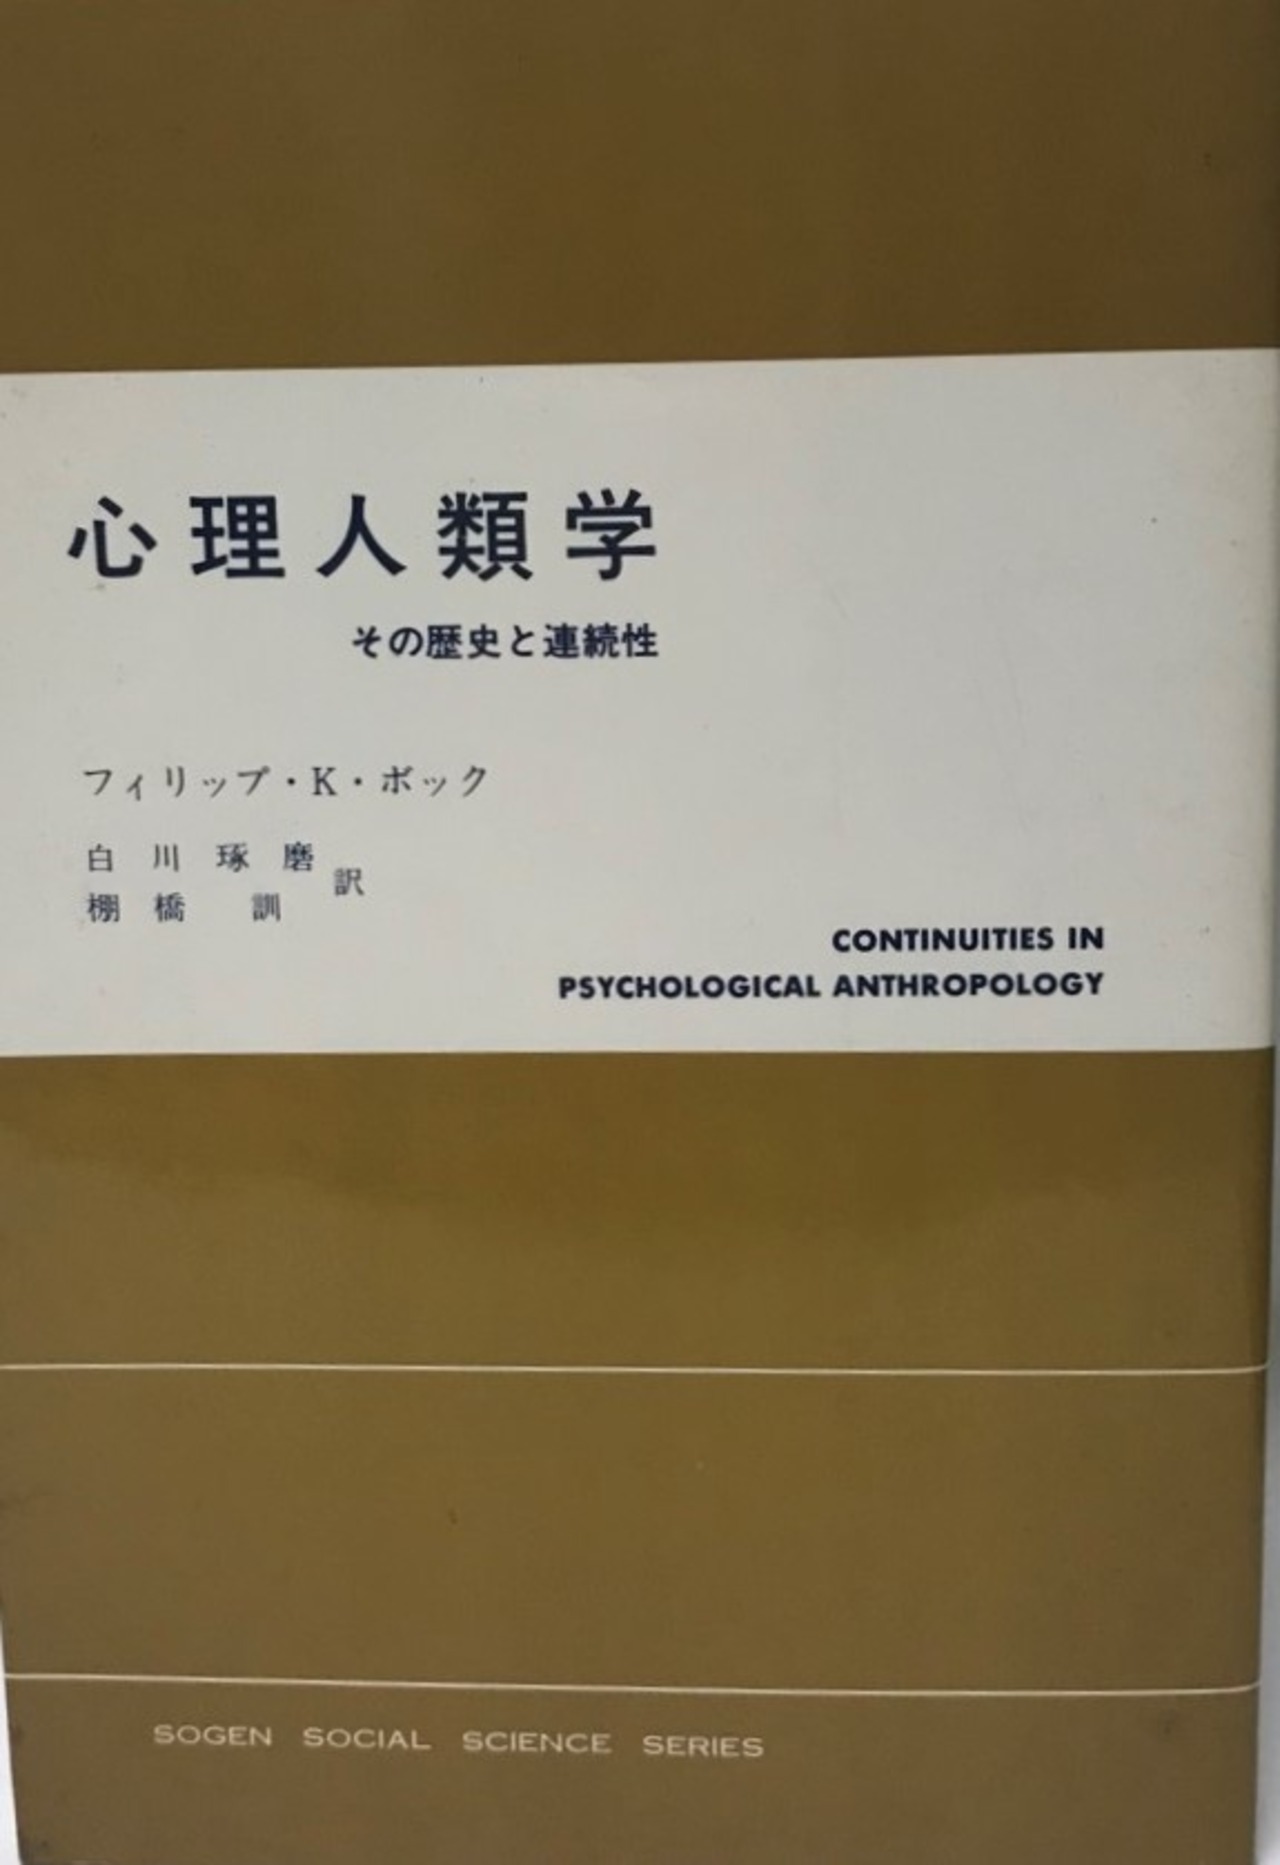 心理人類学
その歴史と連続性
フィリップ・K・ボック
白川琢磨
棚橋訓
訳
CONTINUITIES IN
PSYCHOLOGICAL ANTHROPOLOGY
SOGEN SOCIAL SCIENCE SERIES